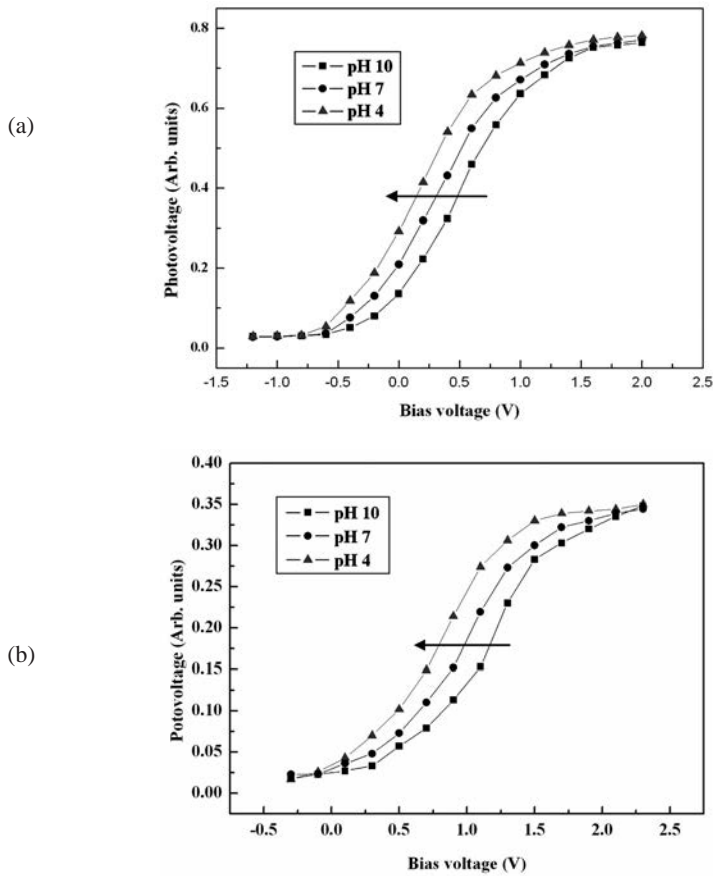 (a)
Photovoltage (Arb. units)
0.8
0.6
0.4
0.2
0.0
pH 10
pH 7
pH 4
-1.5 -1.0 -0.5 0.0 0.5 1.0 1.5 2.0 2.5
Bias voltage (V)
(b)
Potovoltage (Arb. units)
0.40
0.35
0.30
0.25
0.20
0.15
0.10
0.05
0.00
pH 10
pH 7
pH 4
-0.5 0.0 0.5 1.0 1.5 2.0 2.5
Bias voltage (V)